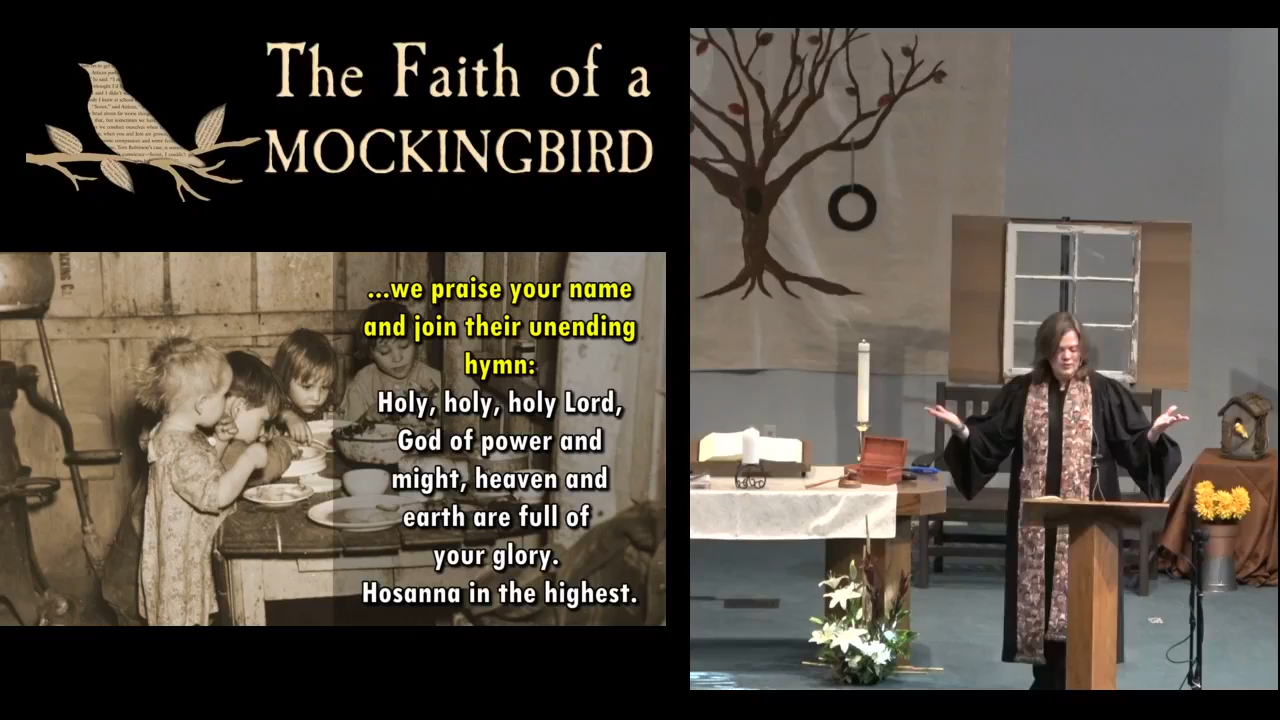 The Faith of a
MOCKINGBIRD
...we praise your name
and join their unending
hymn:
Holy, holy, holy Lord,
God of power and
might, heaven and
earth are full of
your glory.
Hosanna in the highest.